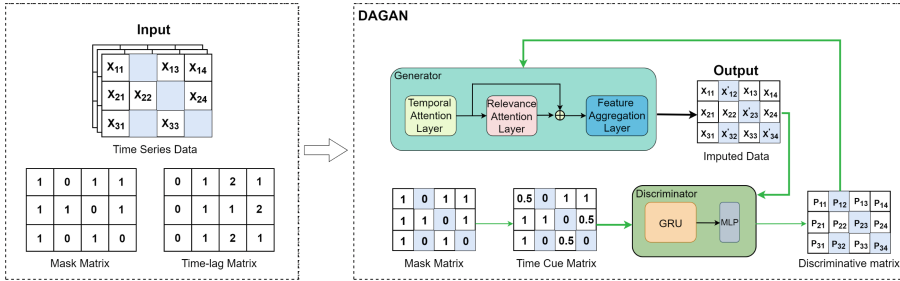 Input
X11 X13 X14
X21 X22 X24
X31 X33
Time Series Data
1 0 1 1
1 1 0 1
1 0 1 0
Mask Matrix
0 1 2 1
0 1 1 2
0 1 2 1
Time-lag Matrix
DAGAN
Generator
Temporal
Attention
Layer
Relevance
Attention
Layer
Feature
Aggregation
Layer
Output
X11 X'12 X13 X14
X21 X22 X'23 X24
X31 X'32 X33 X'34
Imputed Data
1 0 1 1
1 1 0 1
1 0 1 0
Mask Matrix
0.5 0 1 1
1 1 0 0.5
1 0 0.5 0
Time Cue Matrix
Discriminator
GRU
MLP
P11 P12 P13 P14
P21 P22 P23 P24
P31 P32 P33 P34
Discriminative matrix